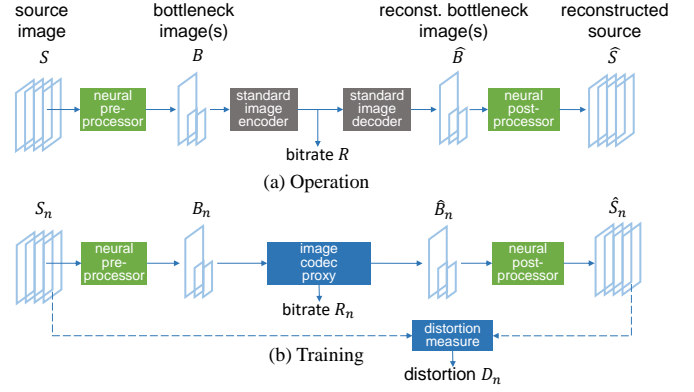 source image
bottleneck image(s)
reconst. bottleneck image(s)
reconstructed source
S
B
B̂
Ŝ
neural pre-processor
standard image encoder
standard image decoder
neural post-processor
bitrate R
(a) Operation
Sₙ
Bₙ
B̂ₙ
Ŝₙ
neural pre-processor
image codec proxy
neural post-processor
bitrate Rₙ
distortion measure
(b) Training
distortion Dₙ